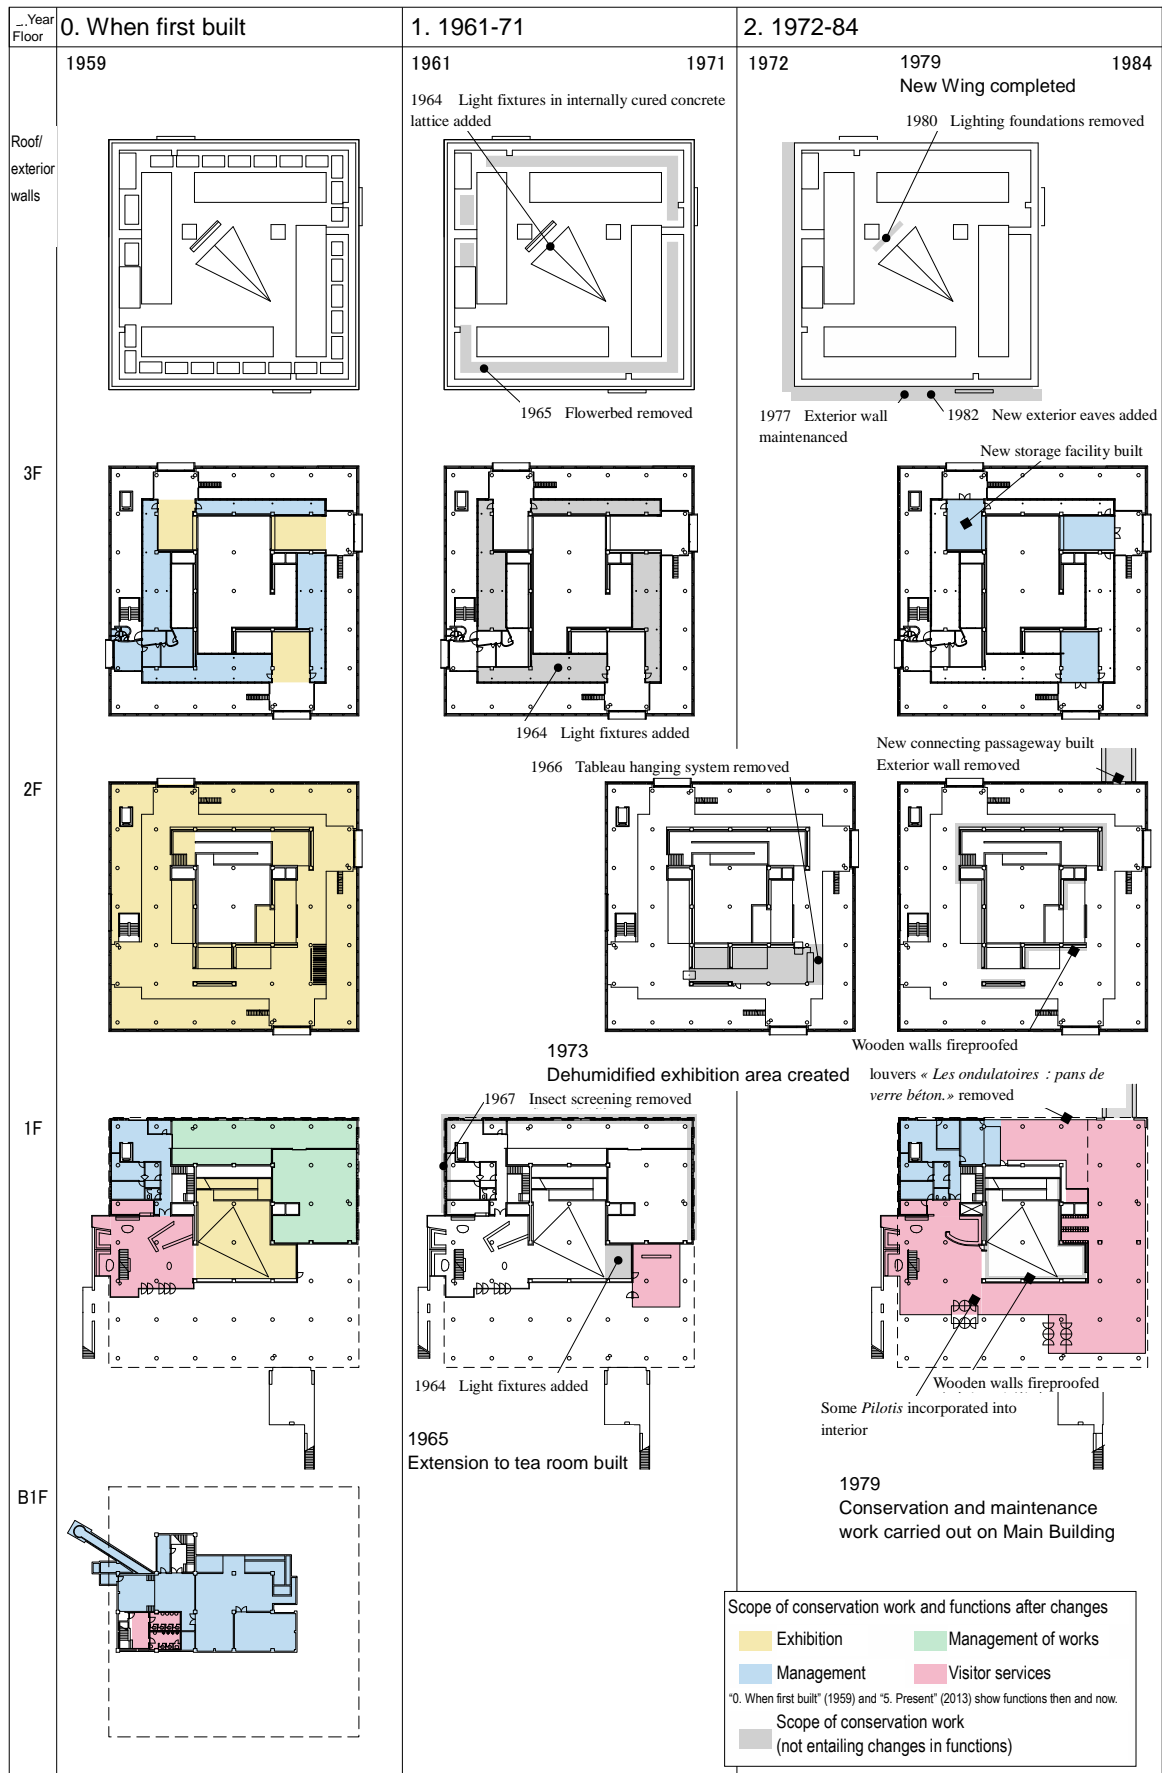 Year
Floor
0. When first built
1. 1961-71
2. 1972-84
1959
1961
1971
1972
1979
1984
New Wing completed
1964 Light fixtures in internally cured concrete
lattice added
1980 Lighting foundations removed
Roof/
exterior
walls
1965 Flowerbed removed
1977 Exterior wall
maintenanced
1982 New exterior eaves added
3F
New storage facility built
1964 Light fixtures added
New connecting passageway built
Exterior wall removed
1966 Tableau hanging system removed
2F
Wooden walls fireproofed
1973
Dehumidified exhibition area created
louvers « Les ondulatoires : pans de
verre béton.» removed
1967 Insect screening removed
1F
1964 Light fixtures added
Wooden walls fireproofed
Some Pilotis incorporated into
interior
1965
Extension to tea room built
1979
Conservation and maintenance
work carried out on Main Building
B1F
Scope of conservation work and functions after changes
Exhibition
Management of works
Management
Visitor services
“0. When first built” (1959) and “5. Present” (2013) show functions then and now.
Scope of conservation work
(not entailing changes in functions)